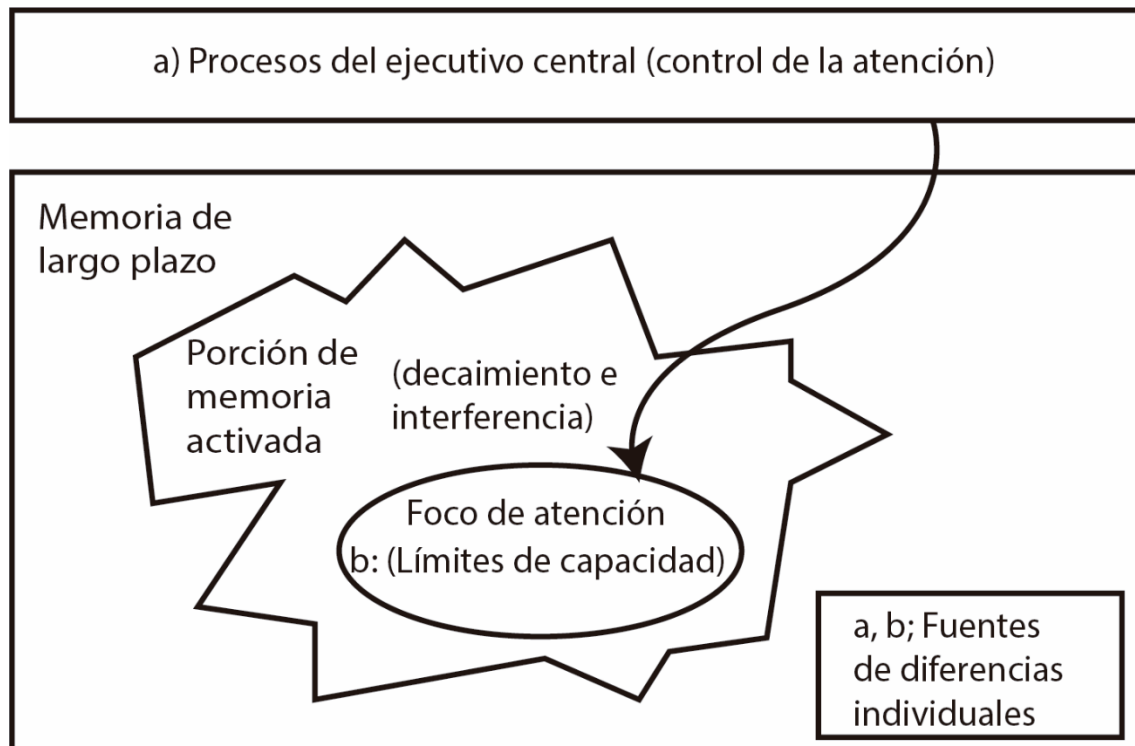 a) Procesos del ejecutivo central (control de la atención)
Memoria de
largo plazo
Porción de
memoria
activada
(decaimiento e
interferencia)
Foco de atención
b: (Límites de capacidad)
a, b; Fuentes
de diferencias
individuales